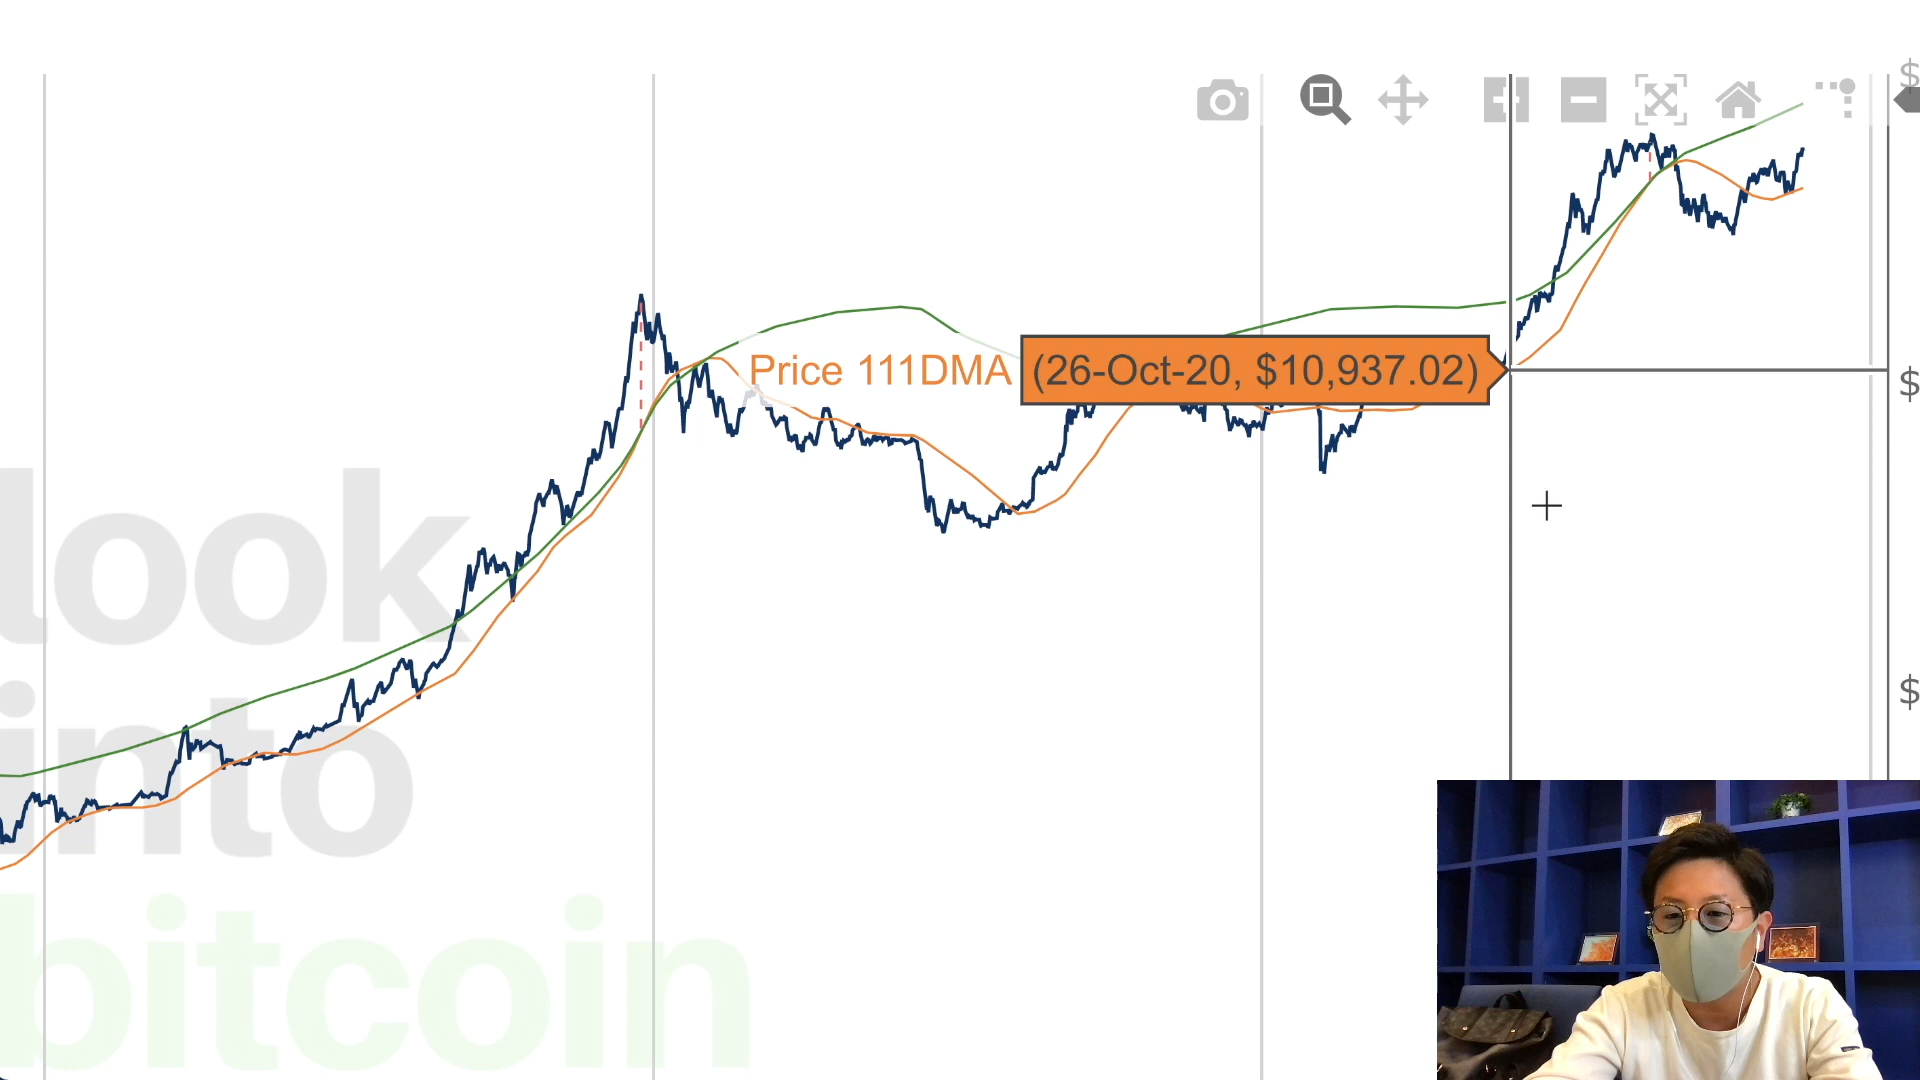 $
Price 111DMA (26-Oct-20, $10,937.02)
$
look
into
$
bitcoin